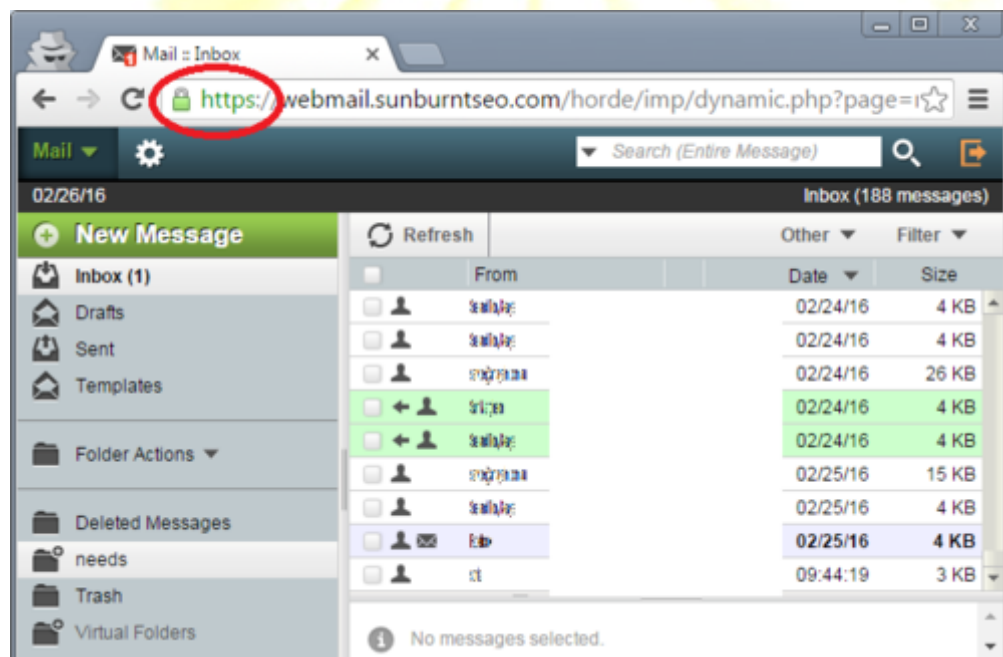 Mail :: Inbox
https://webmail.sunburntseo.com/horde/imp/dynamic.php?page=
Mail
Search (Entire Message)
02/26/16 Inbox (188 messages)
New Message
Refresh Other Filter
Inbox (1)
Drafts
Sent
Templates
Folder Actions
Deleted Messages
needs
Trash
Virtual Folders
From Date Size
02/24/16 4 KB
02/24/16 4 KB
02/24/16 26 KB
02/24/16 4 KB
02/24/16 4 KB
02/25/16 15 KB
02/25/16 4 KB
02/25/16 4 KB
09:44:19 3 KB
No messages selected.